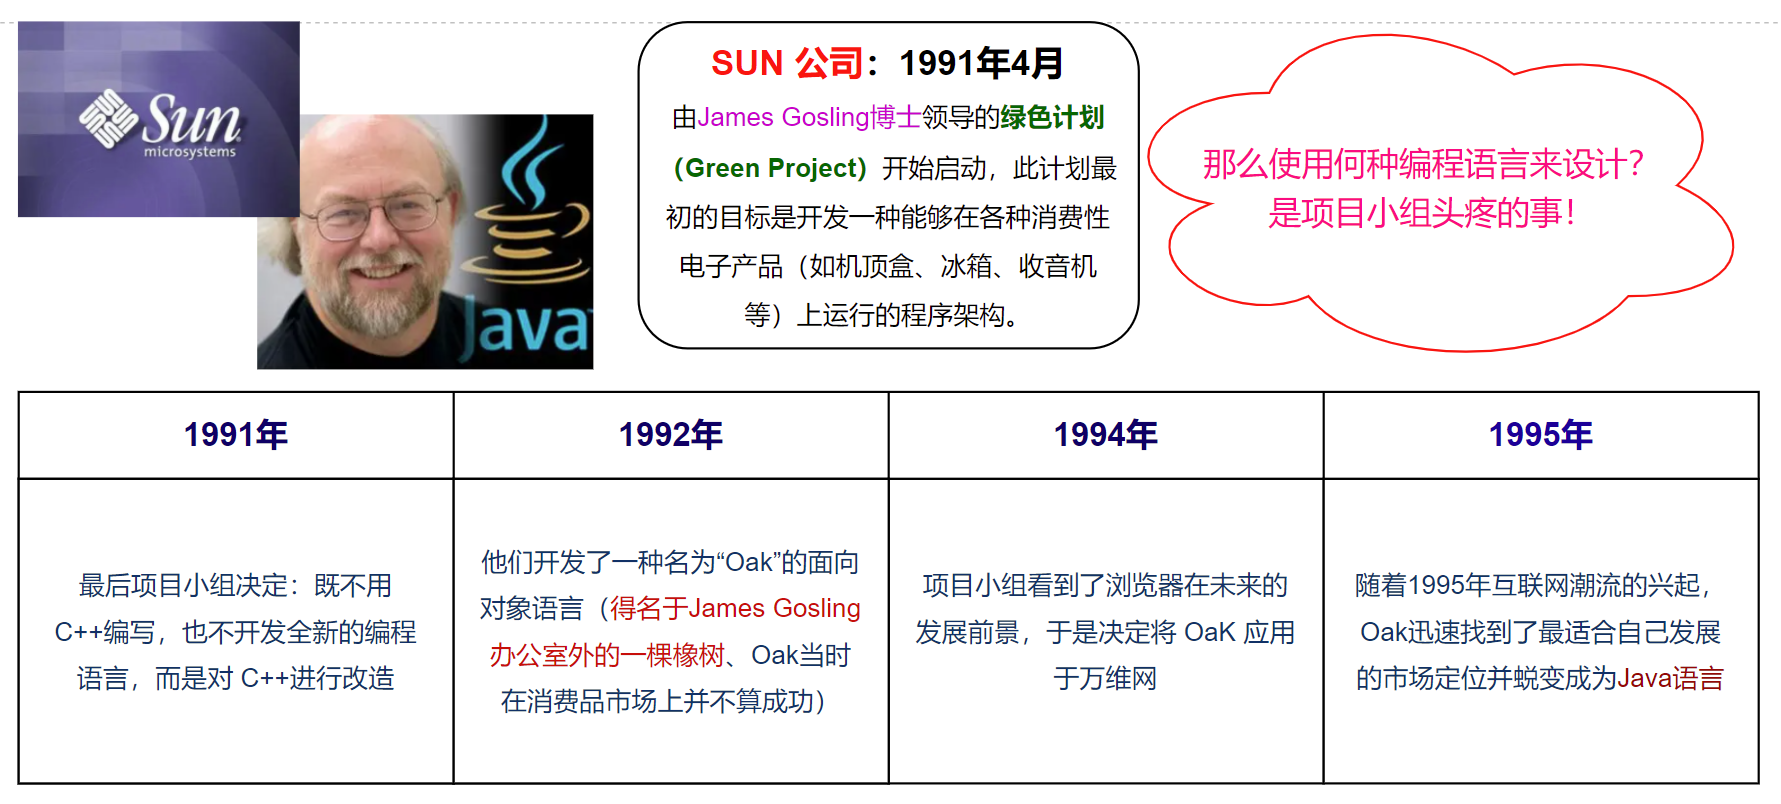 Sun
microsystems
Java
SUN 公司：1991年4月
由James Gosling博士领导的绿色计划
（Green Project）开始启动，此计划最
初的目标是开发一种能够在各种消费性
电子产品（如机顶盒、冰箱、收音机
等）上运行的程序架构。
那么使用何种编程语言来设计？
是项目小组头疼的事！
1991年
1992年
1994年
1995年
最后项目小组决定：既不用
C++编写，也不开发全新的编程
语言，而是对 C++进行改造
他们开发了一种名为“Oak”的面向
对象语言（得名于James Gosling
办公室外的一棵橡树、Oak当时
在消费品市场上并不算成功）
项目小组看到了浏览器在未来的
发展前景，于是决定将 OaK 应用
于万维网
随着1995年互联网潮流的兴起，
Oak迅速找到了最适合自己发展
的市场定位并蜕变成为Java语言